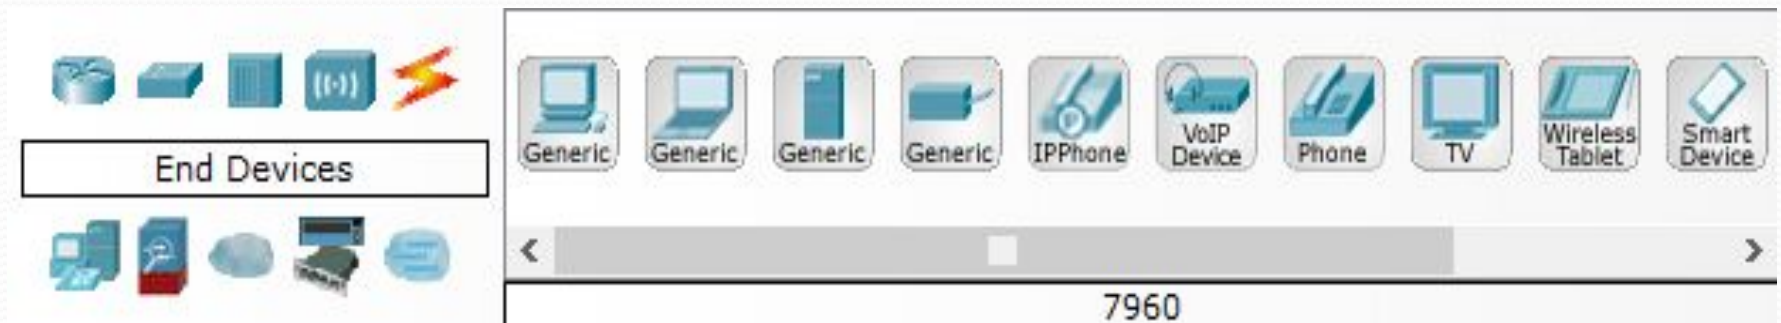 End Devices
Generic
Generic
Generic
Generic
IPPhone
VoIP
Device
Phone
TV
Wireless
Tablet
Smart
Device
7960